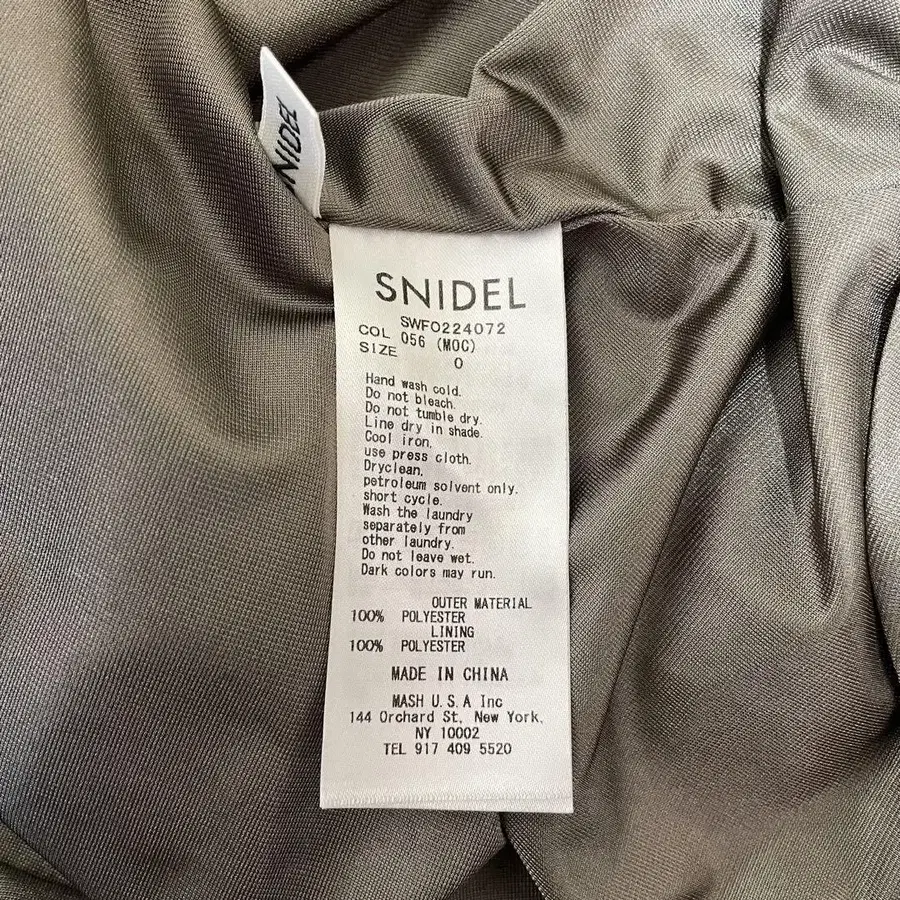 SNIDEL
SNIDEL
SWFO224072
COL 056 (MOC)
SIZE 0
Hand wash cold.
Do not bleach.
Do not tumble dry.
Line dry in shade.
Cool iron.
use press cloth.
Dryclean.
petroleum solvent only.
short cycle.
Wash the laundry
separately from
other laundry.
Do not leave wet.
Dark colors may run.
OUTER MATERIAL
100% POLYESTER
LINING
100% POLYESTER
MADE IN CHINA
MASH U.S.A Inc
144 Orchard St, New York,
NY 10002
TEL 917 409 5520